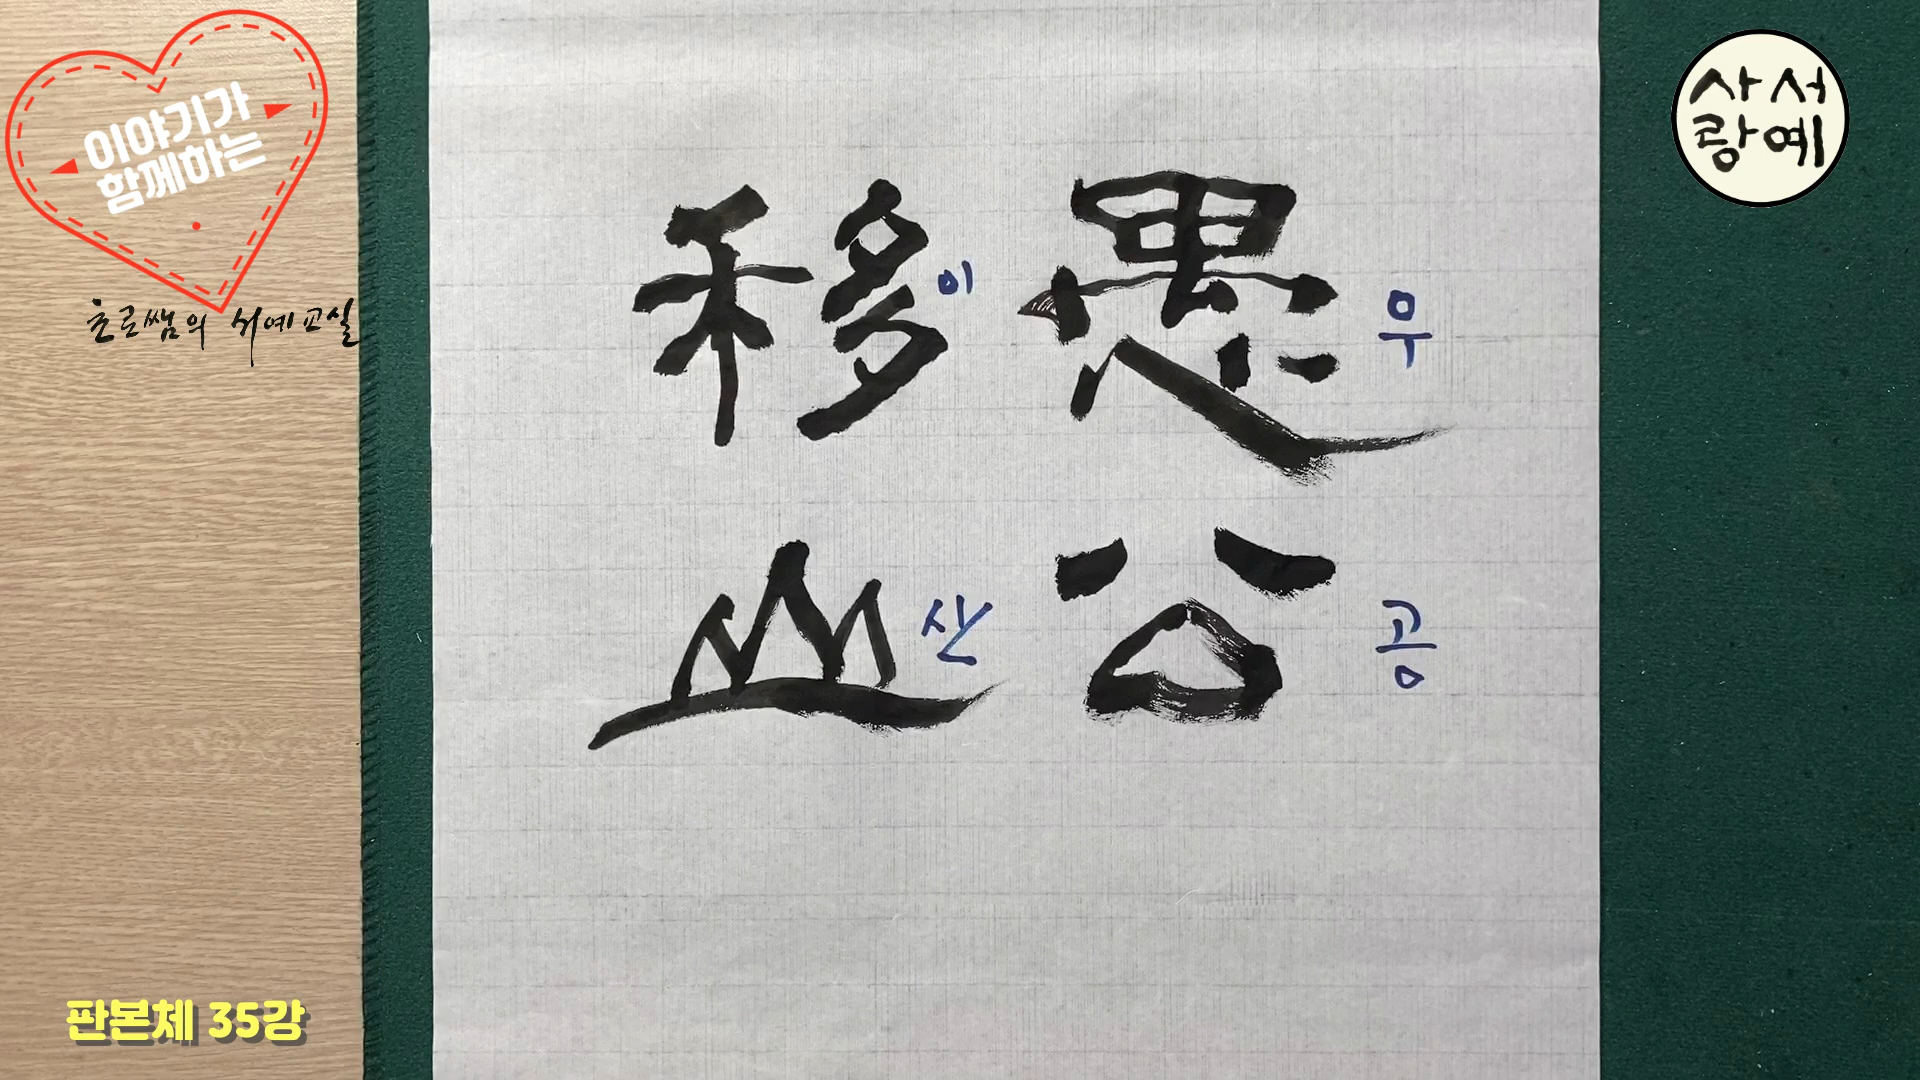 이야기가
함께하는
초로쌤의 서예교실
서예
사랑
愚 우
公 공
移 이
山 산
판본체 35강